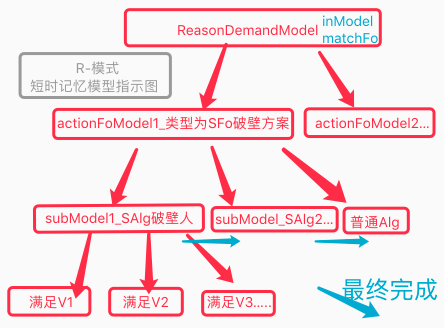 ReasonDemandModel
inModel
matchFo
R-模式
短时记忆模型指示图
actionFoModel1_类型为SFo破壁方案
actionFoModel2...
subModel1_SAlg破壁人
subModel_SAlg2...
普通Alg
满足V1
满足V2
满足V3.....
最终完成